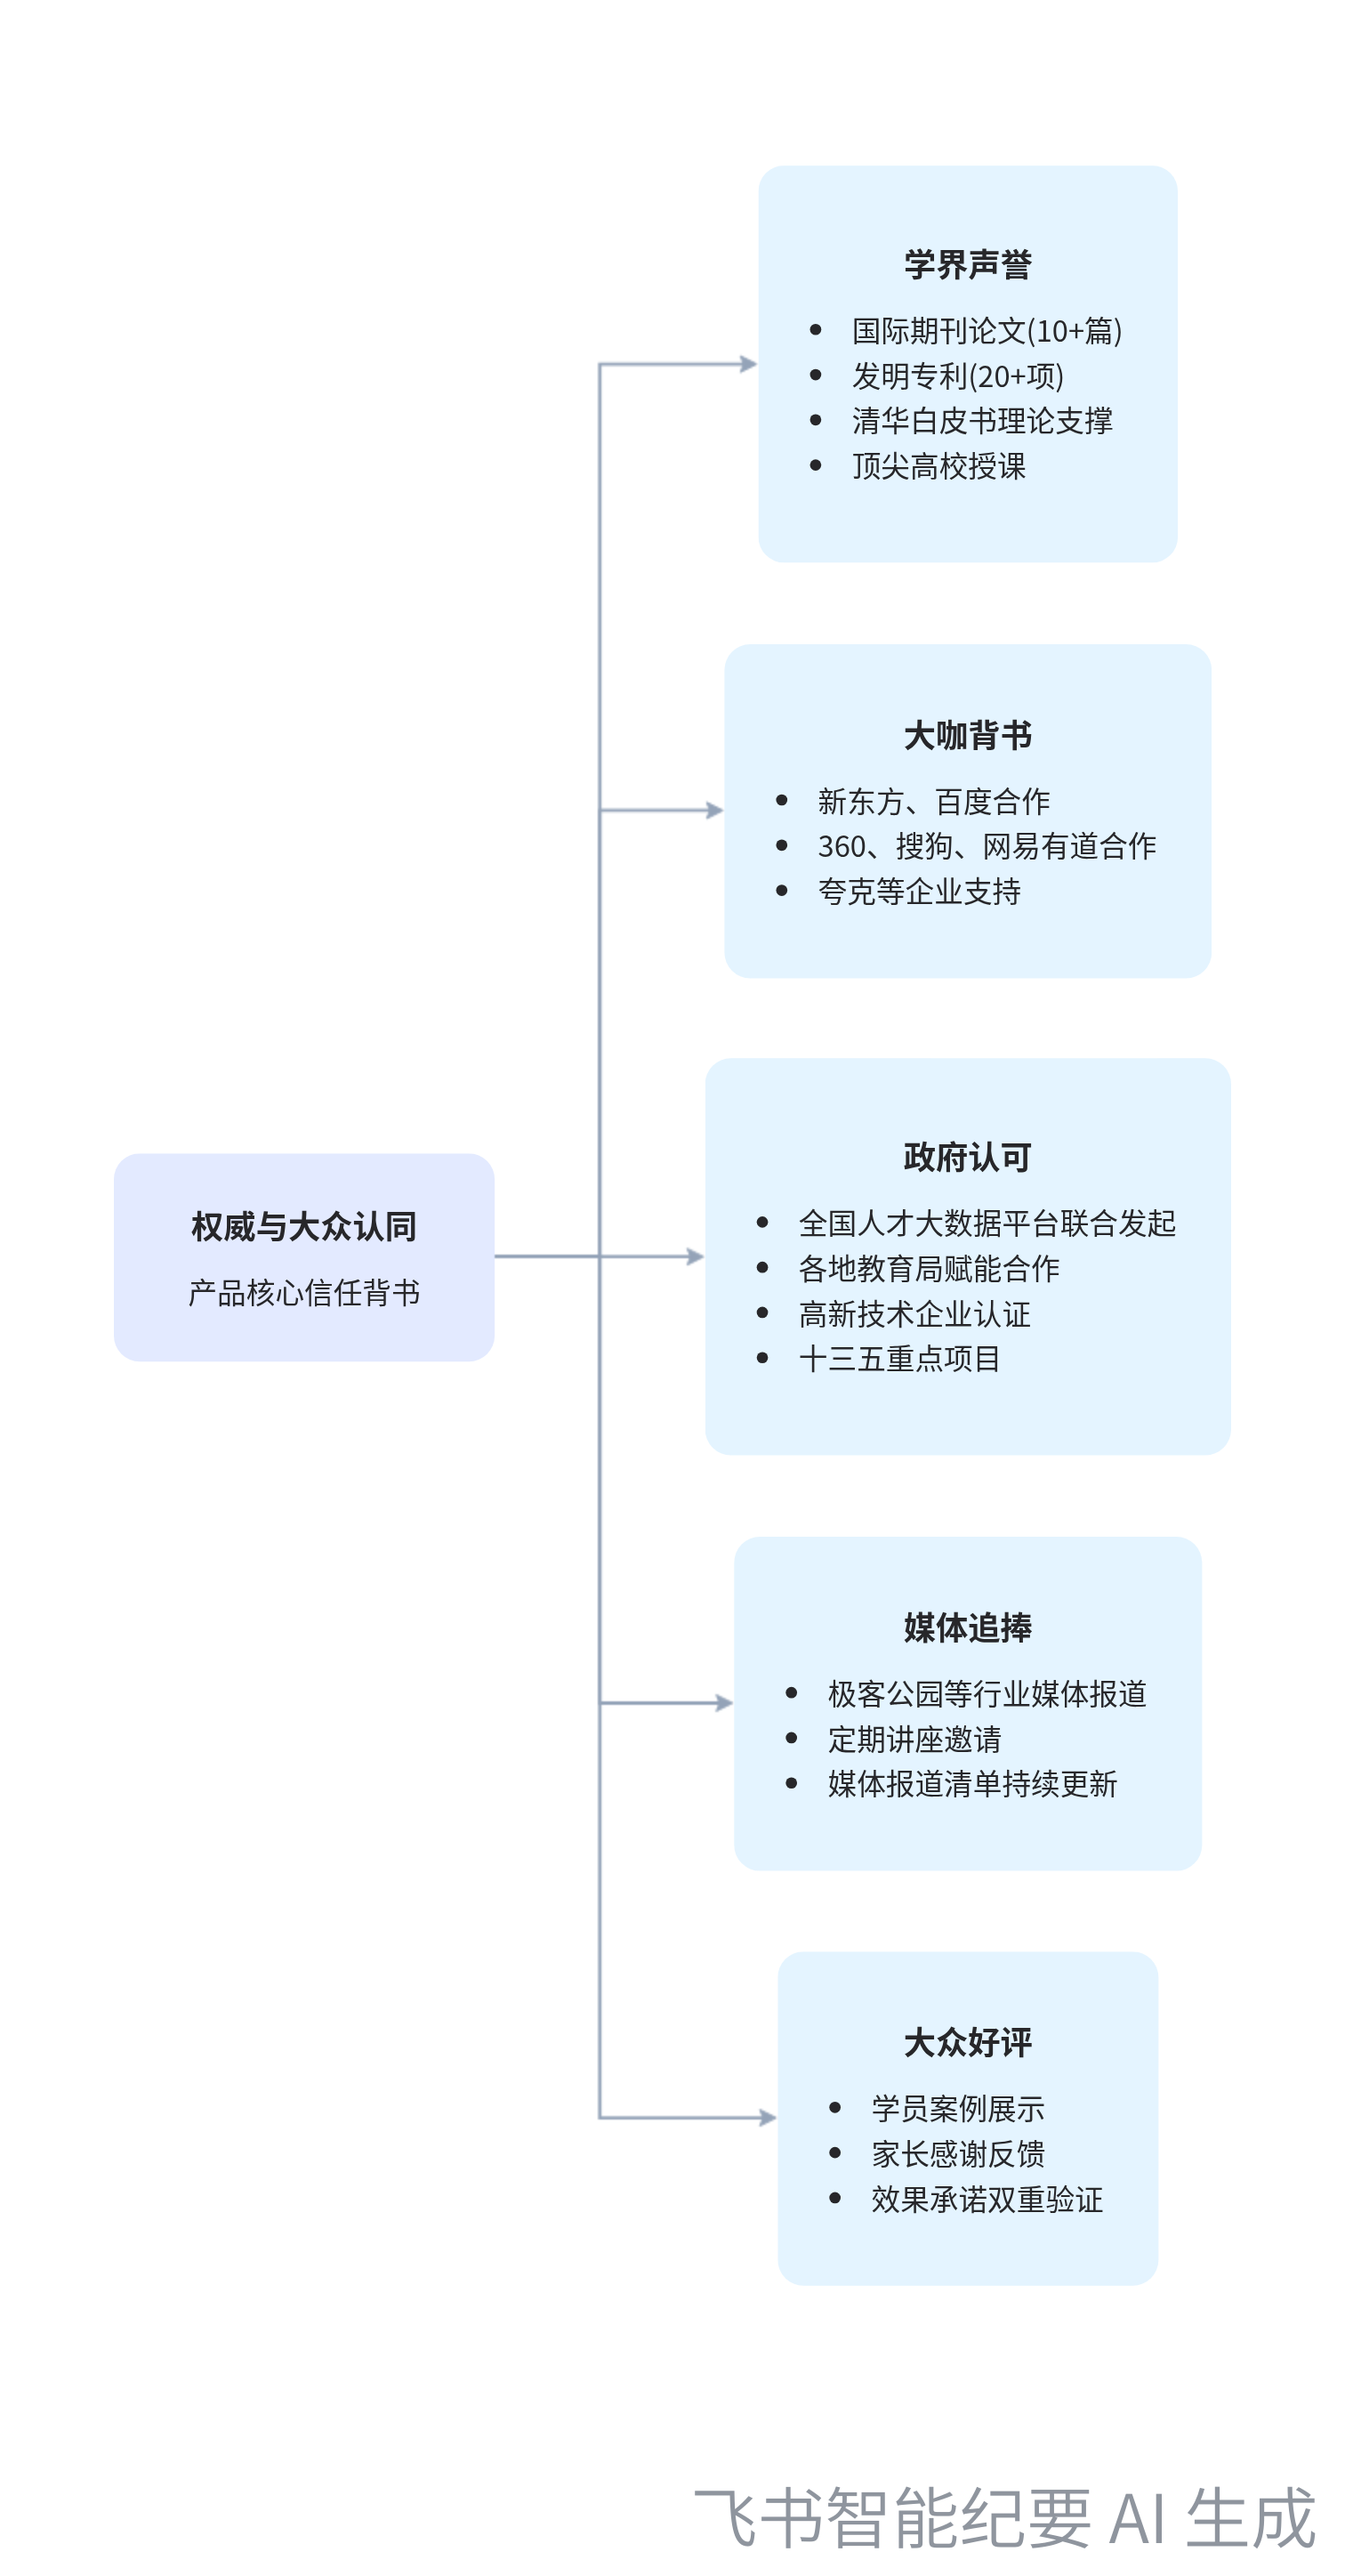 学界声誉
国际期刊论文(10+篇)
发明专利(20+项)
清华白皮书理论支撑
顶尖高校授课
大咖背书
新东方、百度合作
360、搜狗、网易有道合作
夸克等企业支持
权威与大众认同
产品核心信任背书
政府认可
全国人才大数据平台联合发起
各地教育局赋能合作
高新技术企业认证
十三五重点项目
媒体追捧
极客公园等行业媒体报道
定期讲座邀请
媒体报道清单持续更新
大众好评
学员案例展示
家长感谢反馈
效果承诺双重验证
飞书智能纪要 AI 生成